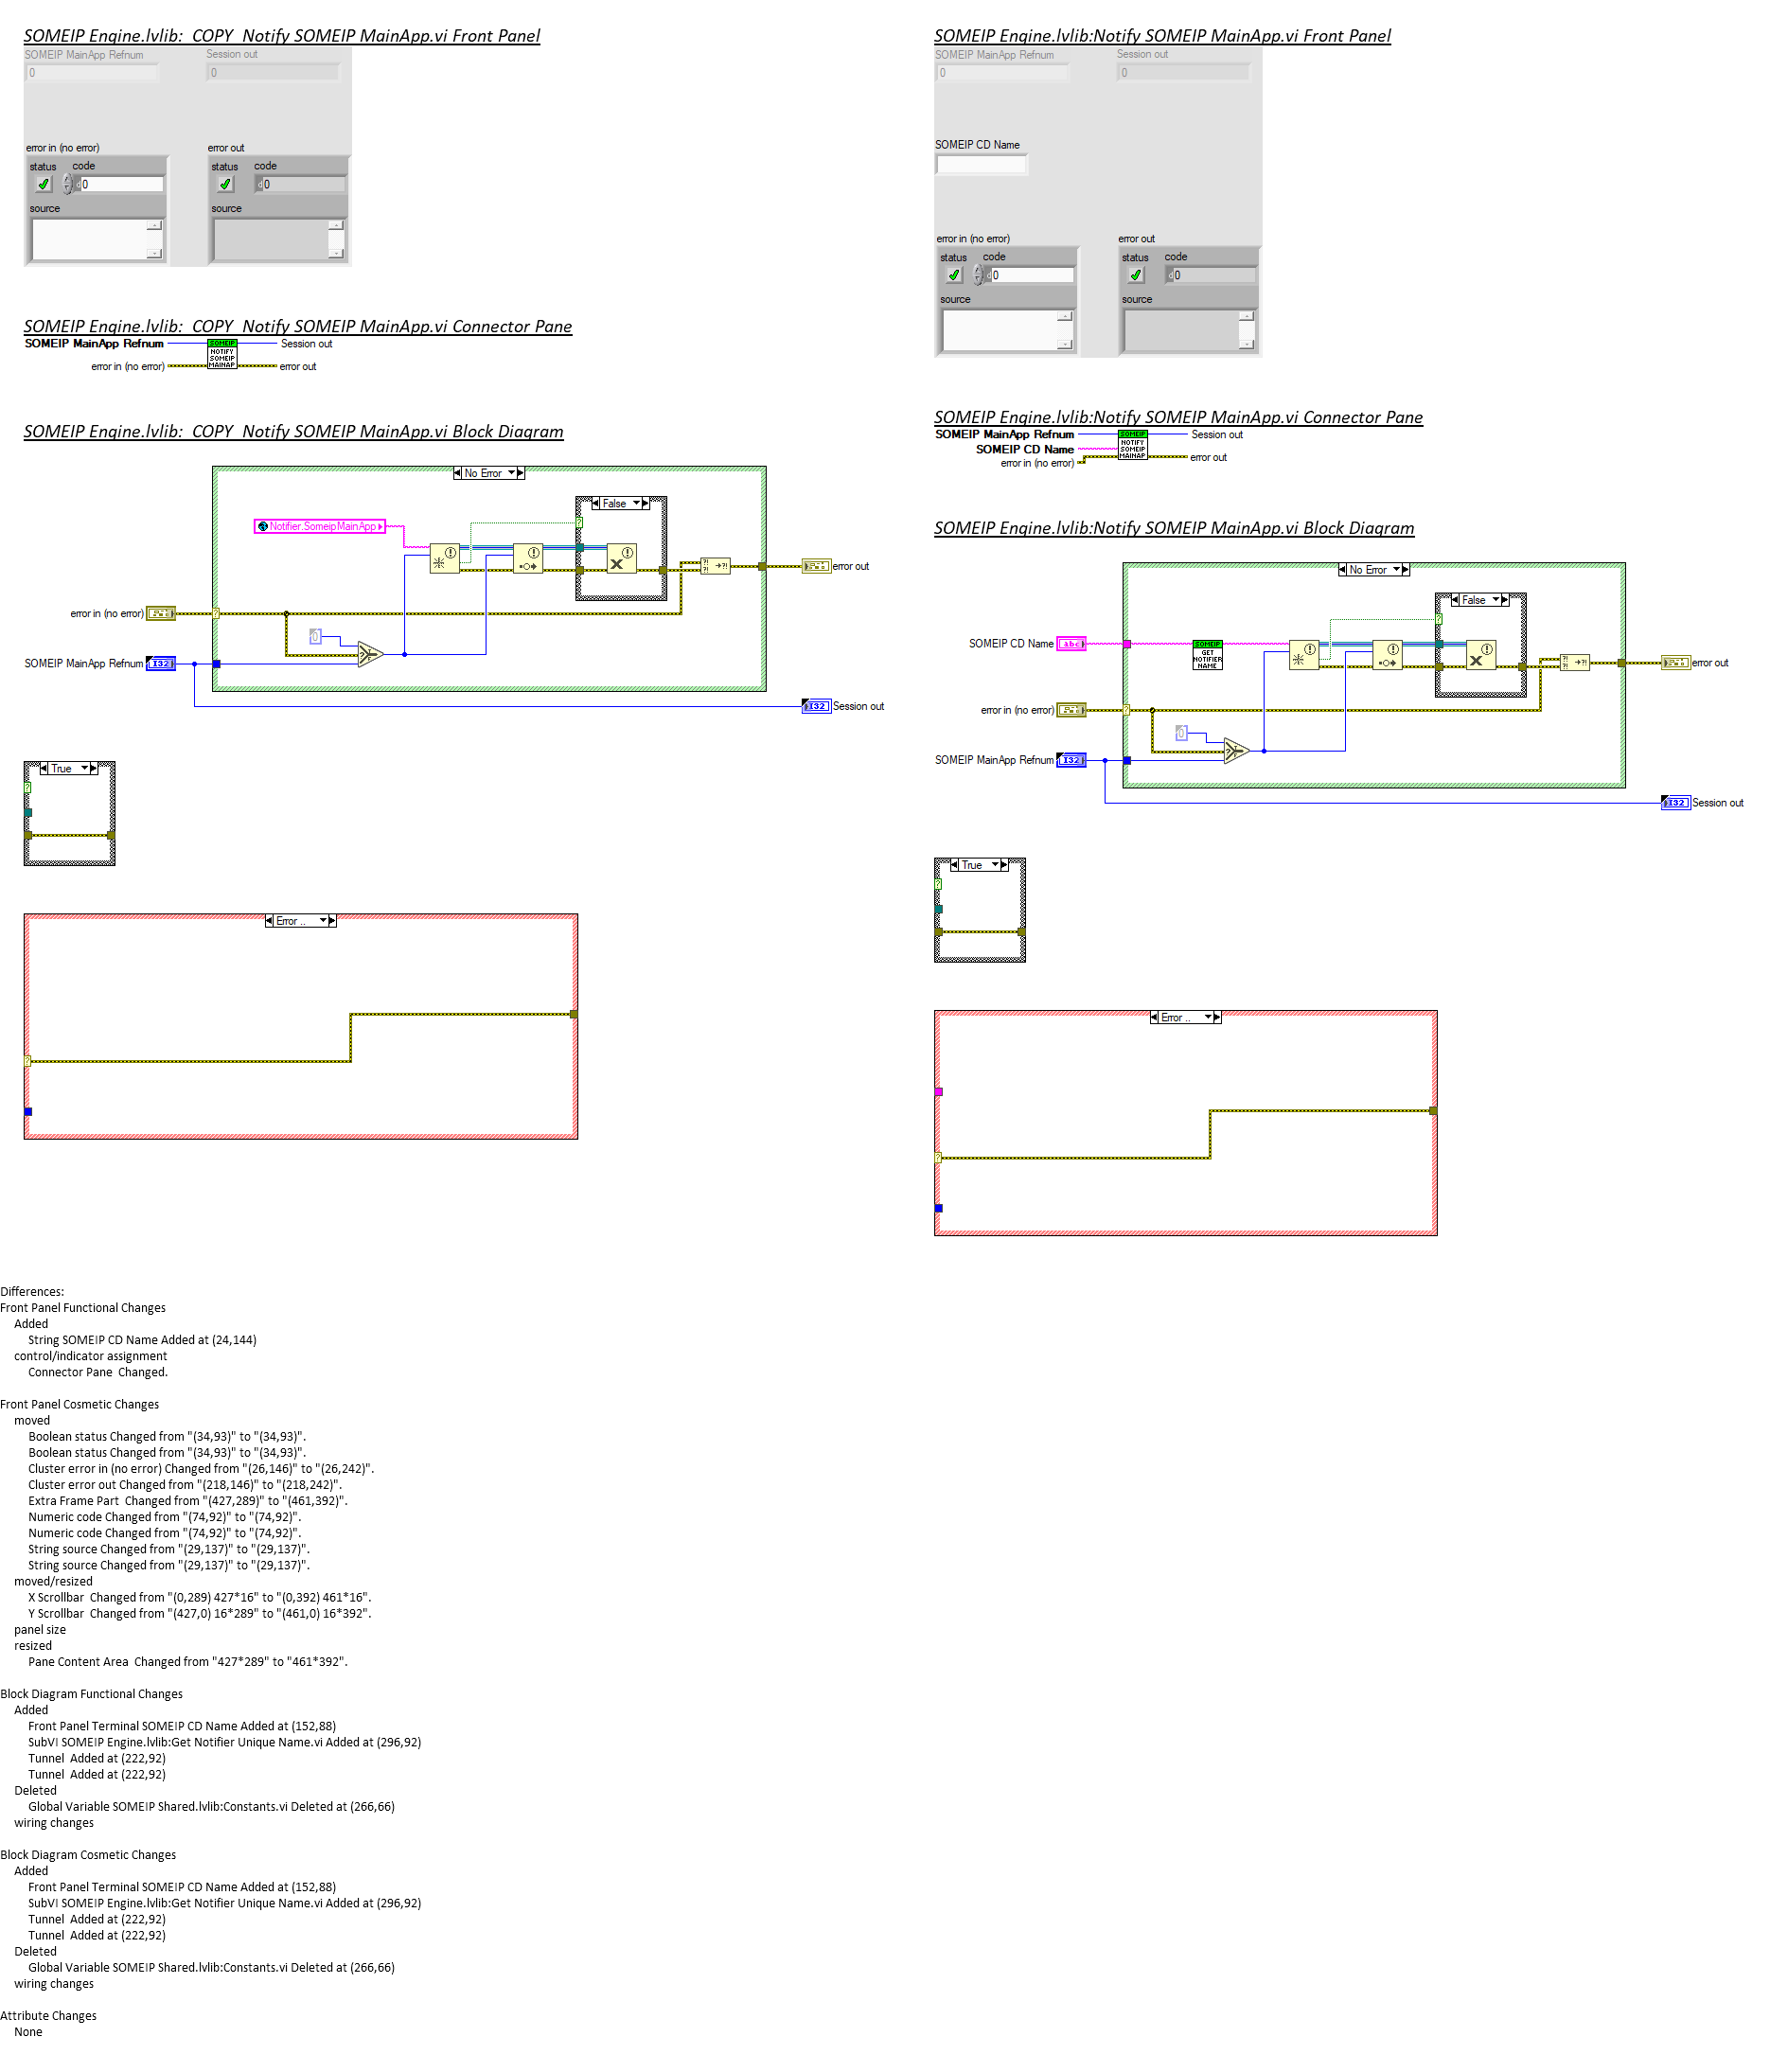 SOMEIP Engine.lvlib:_COPY_Notify SOMEIP MainApp.vi Front Panel
SOMEIP MainApp Refnum
Session out
0
0
error in (no error)
error out
status
code
status
code
0
0
source
source
SOMEIP Engine.lvlib:_COPY_Notify SOMEIP MainApp.vi Connector Pane
SOMEIP MainApp Refnum
Session out
SOMEIP
NOTIFY
SOMEIP
MAINAP
error in (no error)
error out
SOMEIP Engine.lvlib:_COPY_Notify SOMEIP MainApp.vi Block Diagram
No Error
False
Notifier.SomeipMainApp
error out
error in (no error)
0
SOMEIP MainApp Refnum
I32
I32
Session out
True
Error ..
SOMEIP Engine.lvlib:Notify SOMEIP MainApp.vi Front Panel
SOMEIP MainApp Refnum
Session out
0
0
SOMEIP CD Name
error in (no error)
error out
status
code
status
code
0
0
source
source
SOMEIP Engine.lvlib:Notify SOMEIP MainApp.vi Connector Pane
SOMEIP MainApp Refnum
Session out
SOMEIP
NOTIFY
SOMEIP
MAINAP
SOMEIP CD Name
error in (no error)
error out
SOMEIP Engine.lvlib:Notify SOMEIP MainApp.vi Block Diagram
No Error
False
SOMEIP CD Name
abc
SOMEIP
GET
NOTIFIER
NAME
error out
error in (no error)
0
SOMEIP MainApp Refnum
I32
I32
Session out
True
Error ..
Differences:
Front Panel Functional Changes
Added
String SOMEIP CD Name Added at (24,144)
control/indicator assignment
Connector Pane  Changed.
Front Panel Cosmetic Changes
moved
Boolean status Changed from "(34,93)" to "(34,93)".
Boolean status Changed from "(34,93)" to "(34,93)".
Cluster error in (no error) Changed from "(26,146)" to "(26,242)".
Cluster error out Changed from "(218,146)" to "(218,242)".
Extra Frame Part  Changed from "(427,289)" to "(461,392)".
Numeric code Changed from "(74,92)" to "(74,92)".
Numeric code Changed from "(74,92)" to "(74,92)".
String source Changed from "(29,137)" to "(29,137)".
String source Changed from "(29,137)" to "(29,137)".
moved/resized
X Scrollbar  Changed from "(0,289) 427*16" to "(0,392) 461*16".
Y Scrollbar  Changed from "(427,0) 16*289" to "(461,0) 16*392".
panel size
resized
Pane Content Area  Changed from "427*289" to "461*392".
Block Diagram Functional Changes
Added
Front Panel Terminal SOMEIP CD Name Added at (152,88)
SubVI SOMEIP Engine.lvlib:Get Notifier Unique Name.vi Added at (296,92)
Tunnel  Added at (222,92)
Tunnel  Added at (222,92)
Deleted
Global Variable SOMEIP Shared.lvlib:Constants.vi Deleted at (266,66)
wiring changes
Block Diagram Cosmetic Changes
Added
Front Panel Terminal SOMEIP CD Name Added at (152,88)
SubVI SOMEIP Engine.lvlib:Get Notifier Unique Name.vi Added at (296,92)
Tunnel  Added at (222,92)
Tunnel  Added at (222,92)
Deleted
Global Variable SOMEIP Shared.lvlib:Constants.vi Deleted at (266,66)
wiring changes
Attribute Changes
None